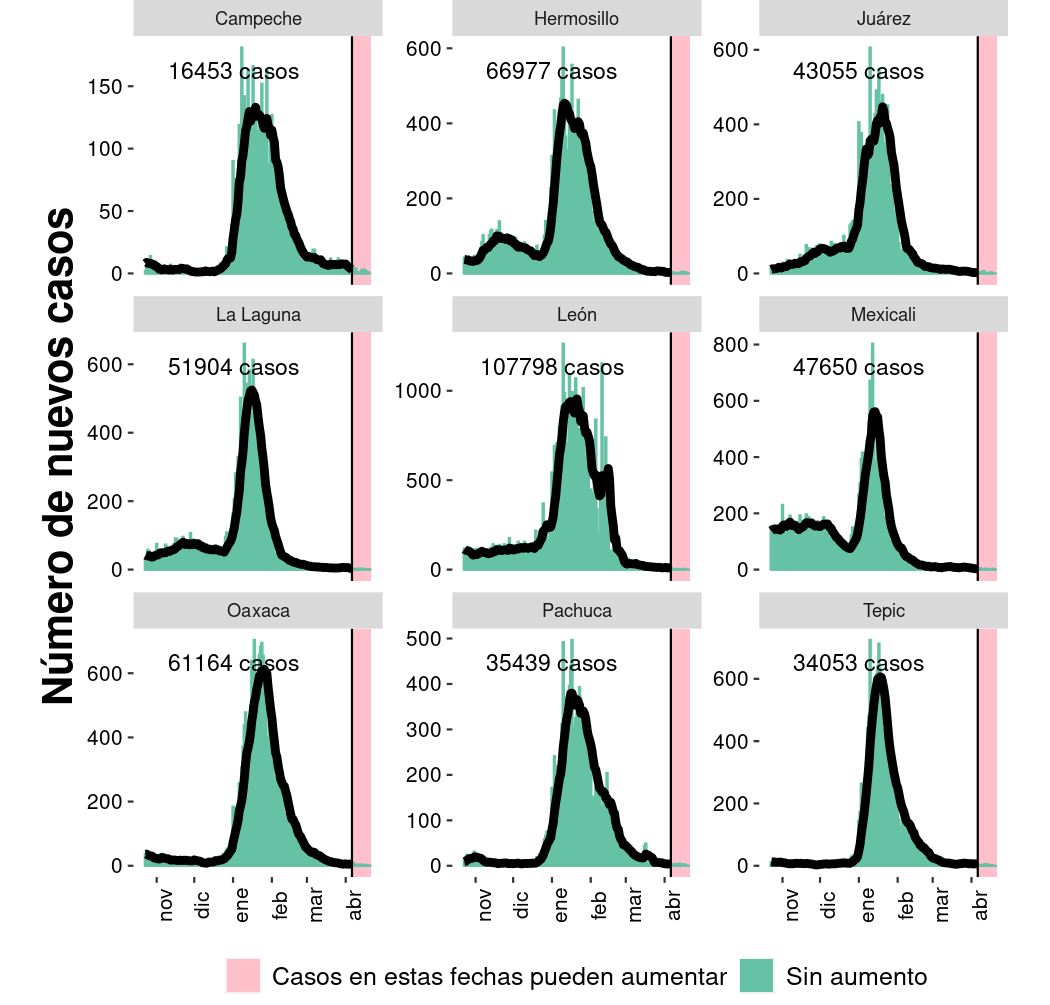 Número de nuevos casos
Campeche
16453 casos
150
100
50
0
Hermosillo
66977 casos
600
400
200
0
Juárez
43055 casos
600
400
200
0
La Laguna
51904 casos
600
400
200
0
León
107798 casos
1000
500
0
Mexicali
47650 casos
800
600
400
200
0
Oaxaca
61164 casos
600
400
200
0
nov dic ene feb mar abr
Pachuca
35439 casos
500
400
300
200
100
0
nov dic ene feb mar abr
Tepic
34053 casos
600
400
200
0
nov dic ene feb mar abr
Casos en estas fechas pueden aumentar
Sin aumento